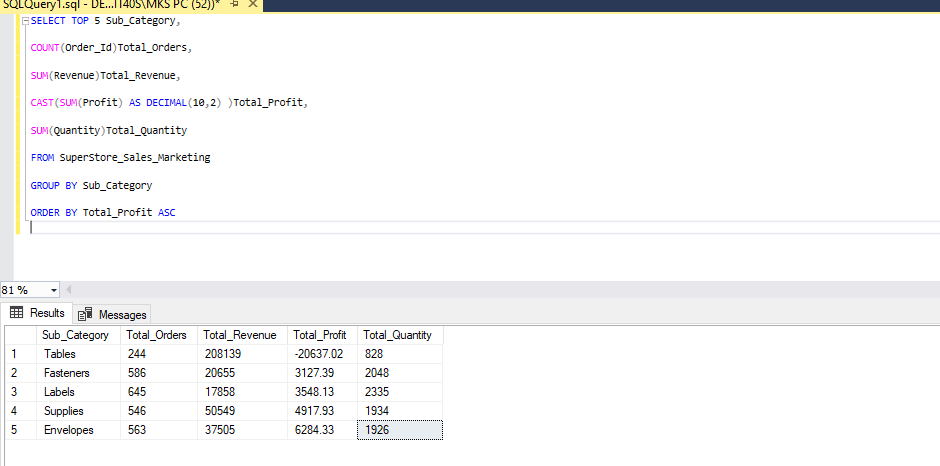 SQLQuery1.sql - DE...IT40S\MKS PC (52))*
SELECT TOP 5 Sub_Category,
COUNT(Order_Id)Total_Orders,
SUM(Revenue)Total_Revenue,
CAST(SUM(Profit) AS DECIMAL(10,2) )Total_Profit,
SUM(Quantity)Total_Quantity
FROM SuperStore_Sales_Marketing
GROUP BY Sub_Category
ORDER BY Total_Profit ASC
81 %
Results Messages
Sub_Category Total_Orders Total_Revenue Total_Profit Total_Quantity
1 Tables 244 208139 -20637.02 828
2 Fasteners 586 20655 3127.39 2048
3 Labels 645 17858 3548.13 2335
4 Supplies 546 50549 4917.93 1934
5 Envelopes 563 37505 6284.33 1926